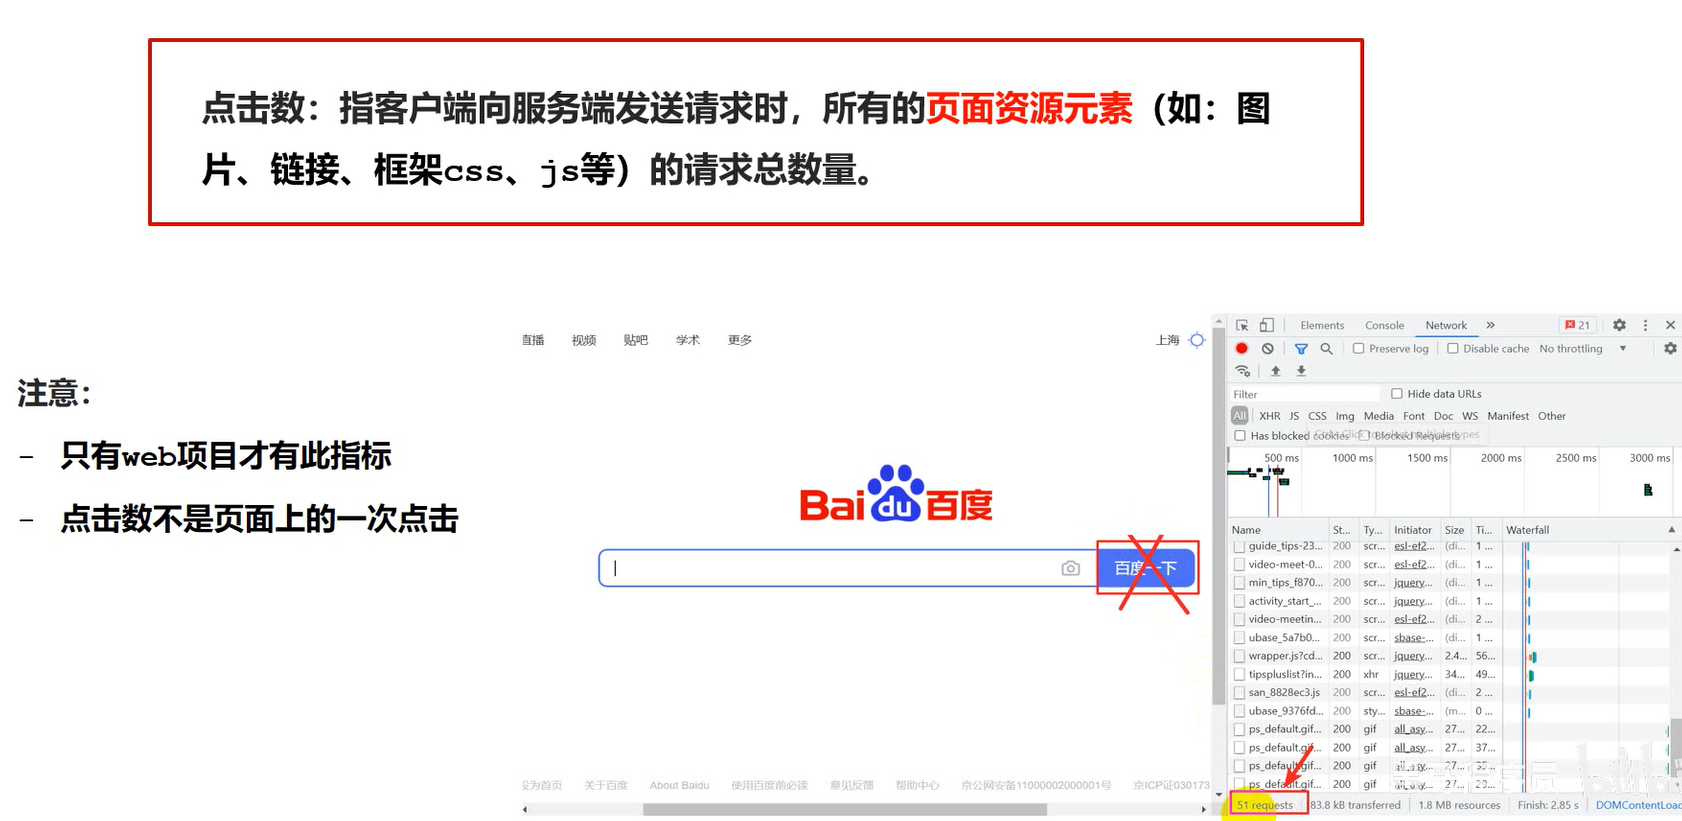 点击数：指客户端向服务端发送请求时，所有的页面资源元素（如：图
片、链接、框架css、js等）的请求总数量。
注意：
- 只有web项目才有此指标
- 点击数不是页面上的一次点击
直播 视频 贴吧 学术 更多 上海
Bai du 百度
百度一下
设为首页 关于百度 About Baidu 使用百度前必读 意见反馈 帮助中心 京公网安备11000002000001号 京ICP证030173
Elements Console Network » 21
Preserve log Disable cache No throttling
Filter Hide data URLs
All XHR JS CSS Img Media Font Doc WS Manifest Other
Has blocked cookies Blocked Requests
500 ms 1000 ms 1500 ms 2000 ms 2500 ms 3000 ms
Name St... Ty... Initiator Size Ti... Waterfall
guide_tips-23... 200 scr... esl-ef2... (di... 1 ...
video-meet-0... 200 scr... esl-ef2... (di... 1 ...
min_tips_f870... 200 scr... jquery... (di... 1 ...
activity_start_... 200 scr... jquery... (di... 1 ...
video-meetin... 200 scr... esl-ef2... (di... 2 ...
ubase_5a7b0... 200 scr... sbase-... (di... 1 ...
wrapper.js?cd... 200 scr... jquery... 2.4... 56...
tipspluslist?in... 200 xhr jquery... 34... 49...
san_8828ec3.js 200 scr... esl-ef2... (di... 2 ...
ubase_9376fd... 200 sty... sbase-... (m... 0 ...
ps_default.gif... 200 gif all_asy... 27... 22...
ps_default.gif... 200 gif all_asy... 27... 37...
ps_default.gif... 200 gif all_asy... 27...
ps_default.gif... 200 gif all_asy... 27...
51 requests 83.8 kB transferred 1.8 MB resources Finish: 2.85 s DOMContentLoad